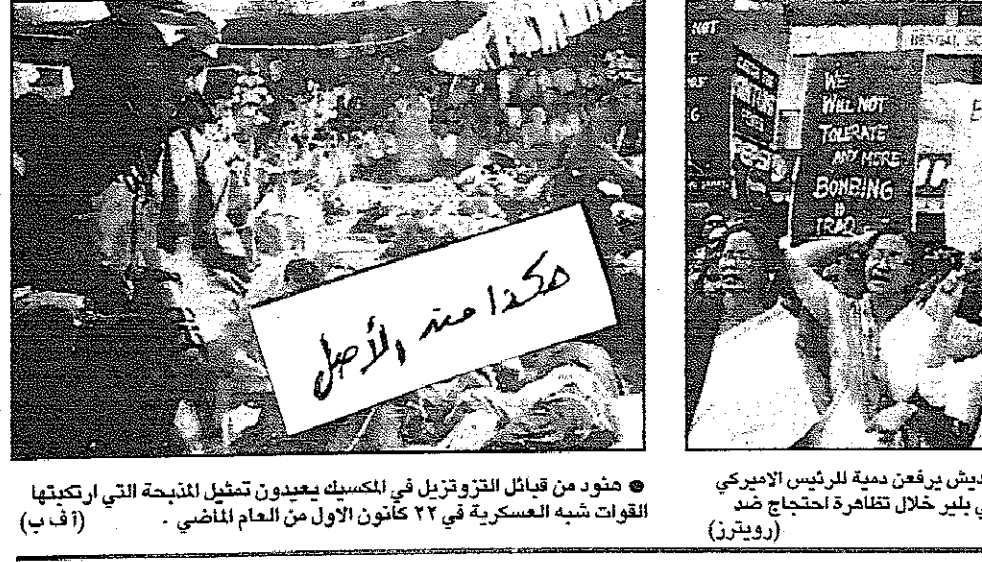 هكذا من الأصل
WE
WILL NOT
TOLERATE
ANY MORE
BOMBING
IRAQ
● هنود من قبائل التزوتزيل في المكسيك يعيدون تمثيل المذبحة التي ارتكبتها
القوات شبه العسكرية في ٢٢ كانون الاول من العام الماضي . (أ ف ب)
ديش يرفعن دمية للرئيس الاميركي
ي بلير خلال تظاهرة احتجاج ضد
(رويترز)